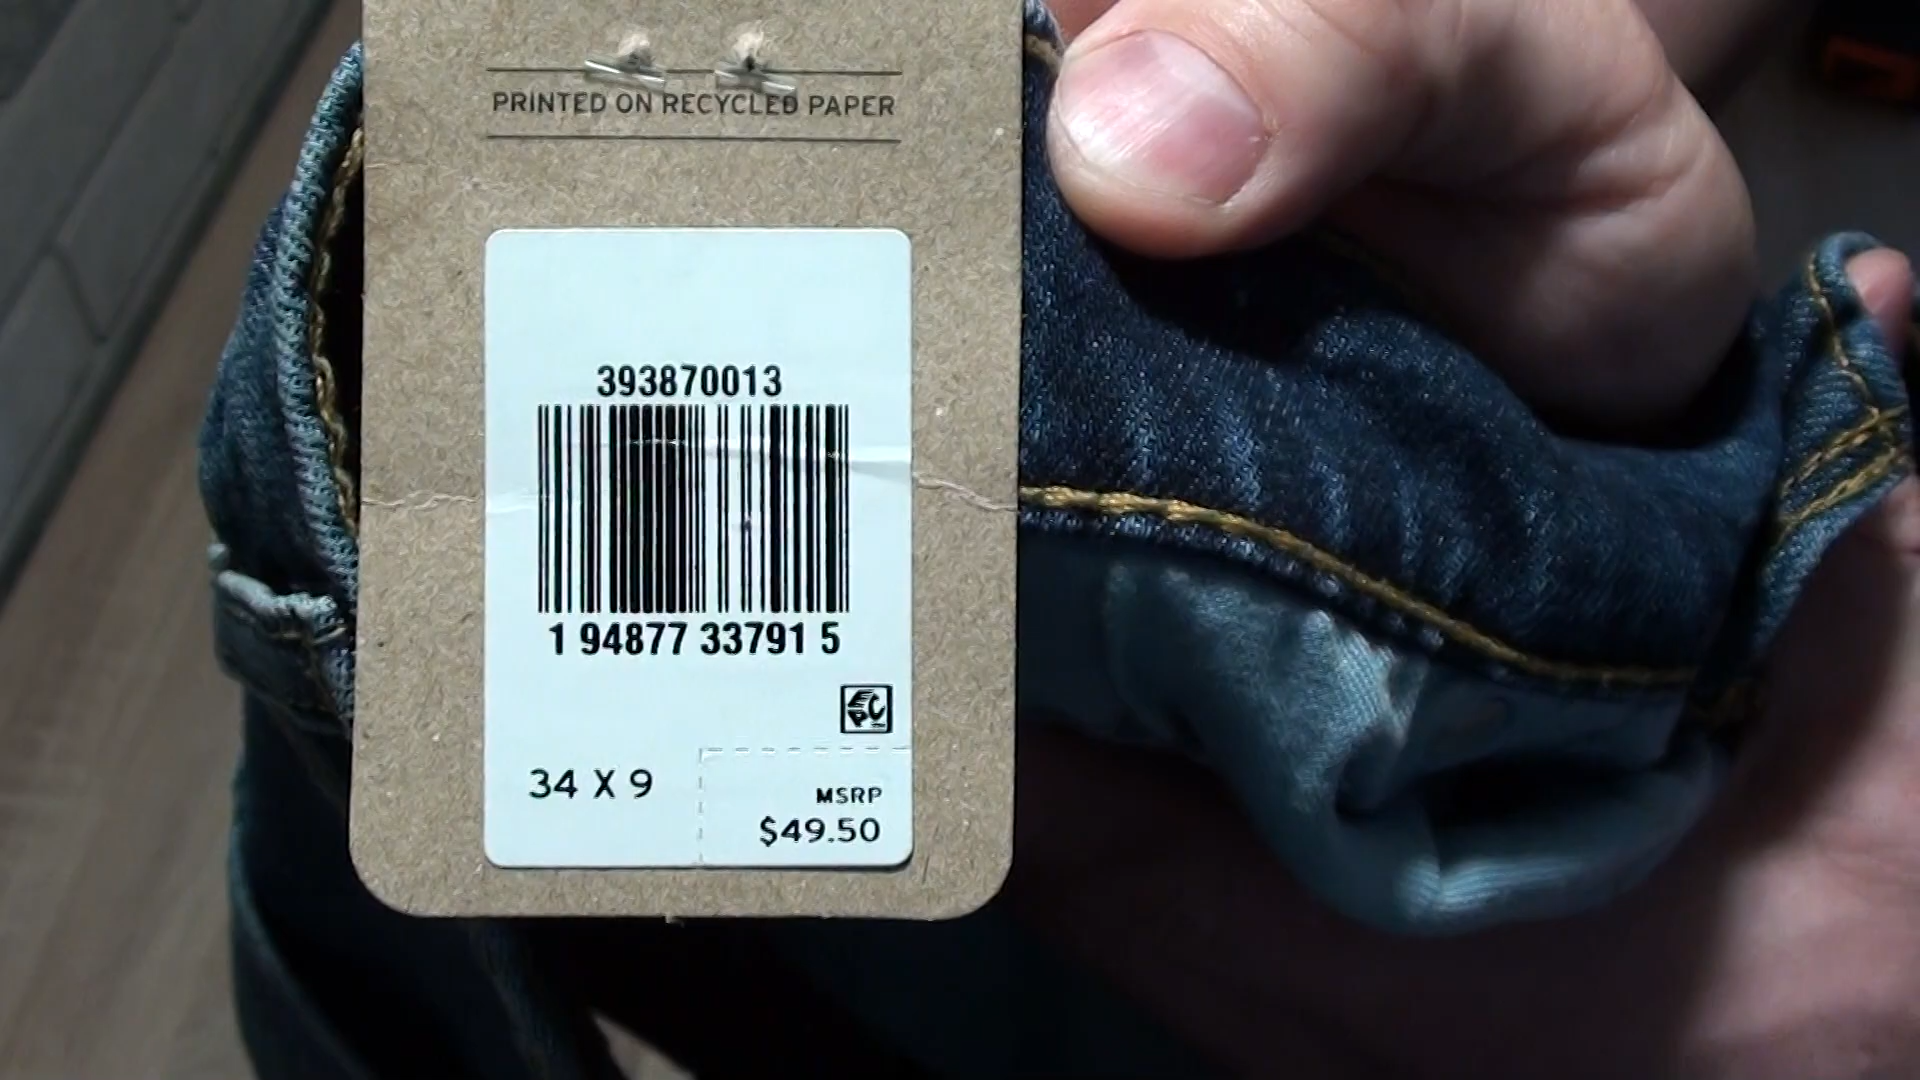 PRINTED ON RECYCLED PAPER
393870013
1 94877 33791 5
34 X 9
MSRP
$49.50